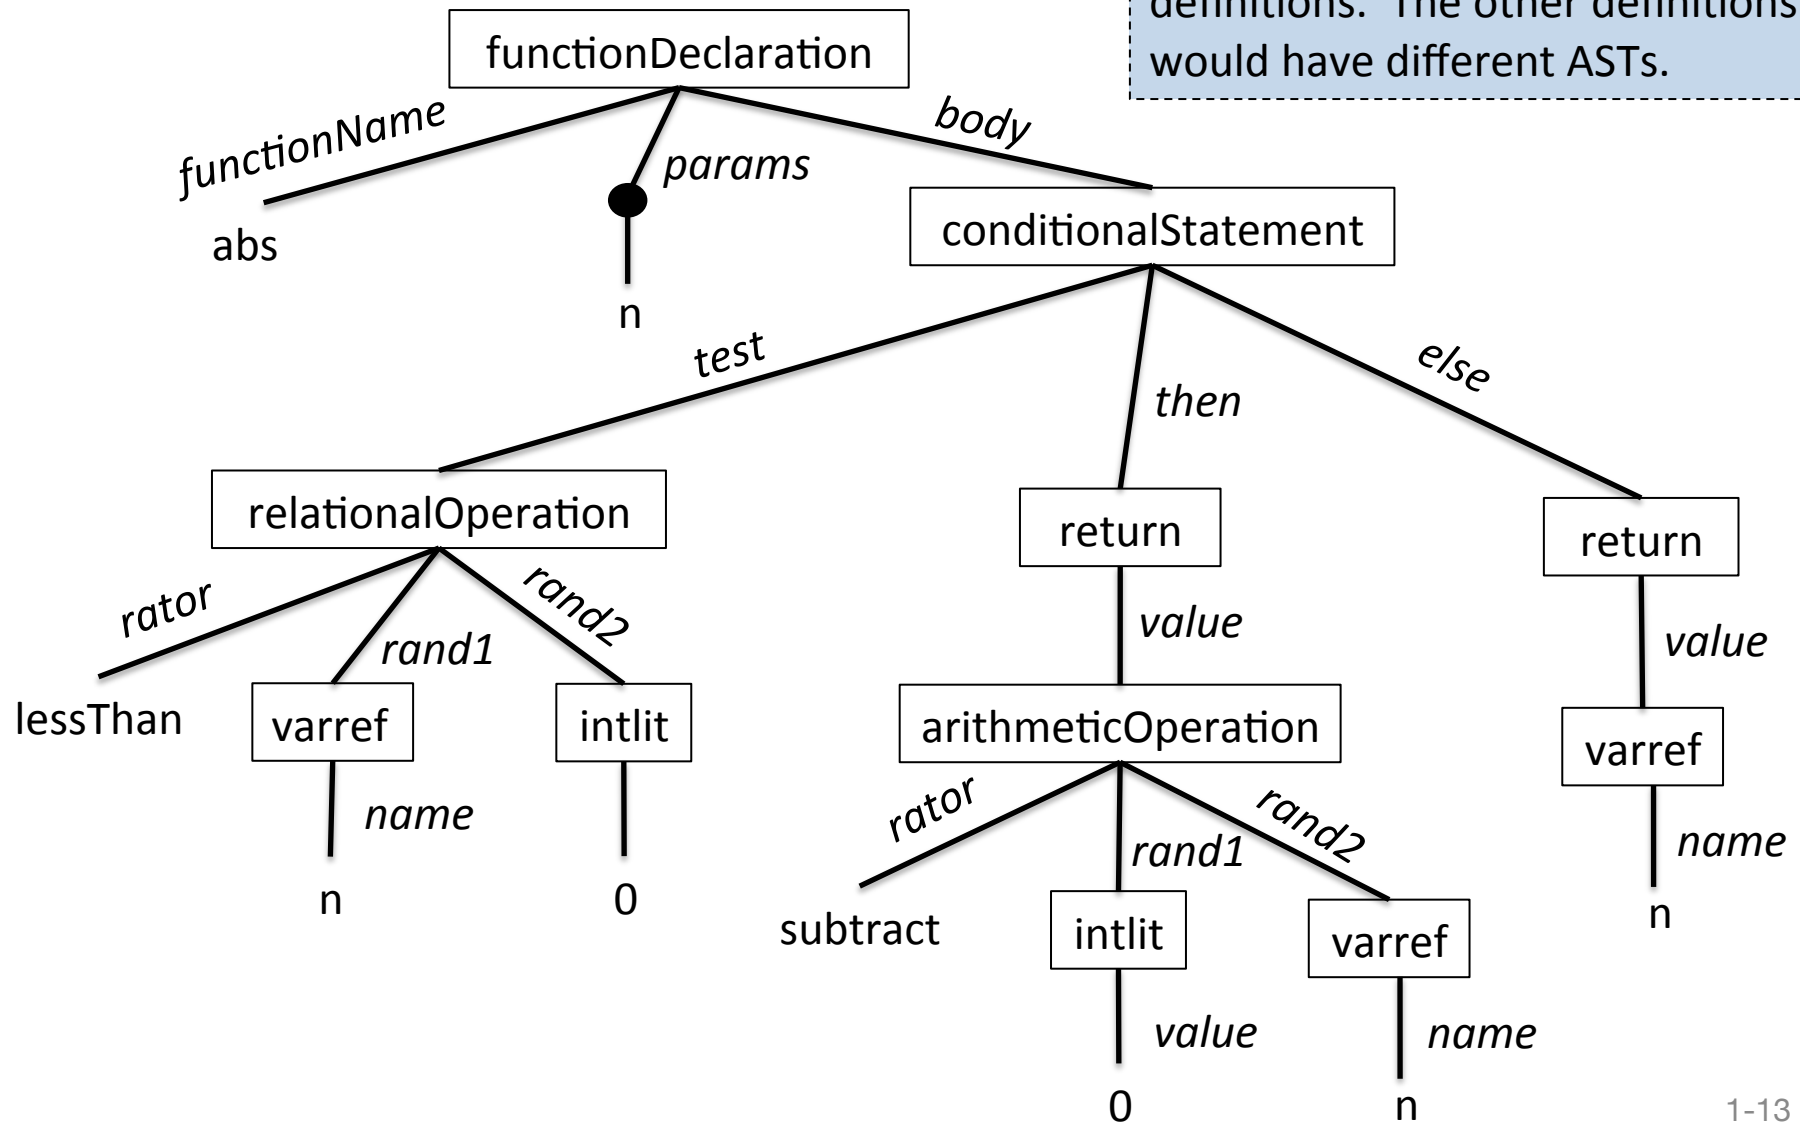 definitions. The other definitions
would have different ASTs.
functionDeclaration
functionName
params
body
abs
n
conditionalStatement
test
then
else
relationalOperation
return
return
rator
rand1
rand2
value
value
lessThan
varref
intlit
arithmeticOperation
varref
name
rator
rand1
rand2
name
n
0
subtract
intlit
varref
n
value
name
0
n
1-13